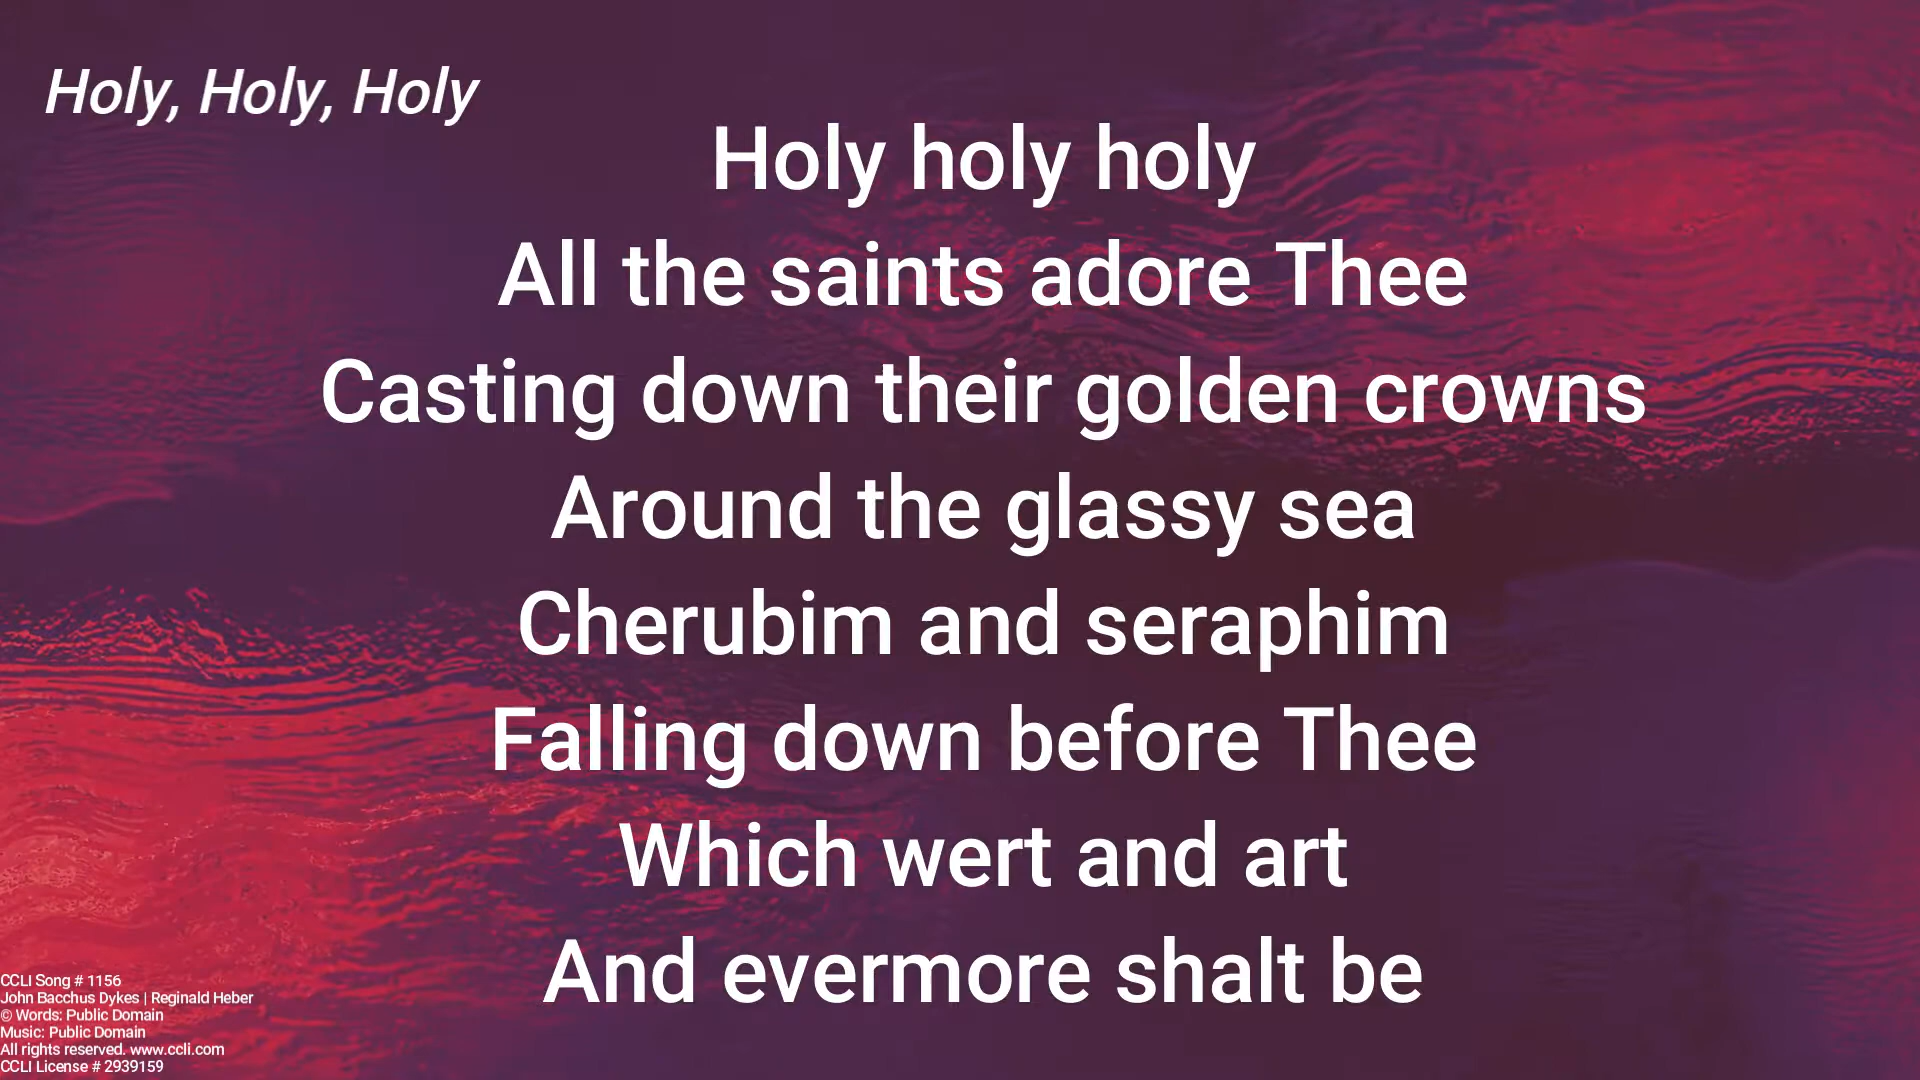 Holy, Holy, Holy
Holy holy holy
All the saints adore Thee
Casting down their golden crowns
Around the glassy sea
Cherubim and seraphim
Falling down before Thee
Which wert and art
And evermore shalt be
CCLI Song # 1156
John Bacchus Dykes | Reginald Heber
© Words: Public Domain
Music: Public Domain
All rights reserved. www.ccli.com
CCLI License # 2939159